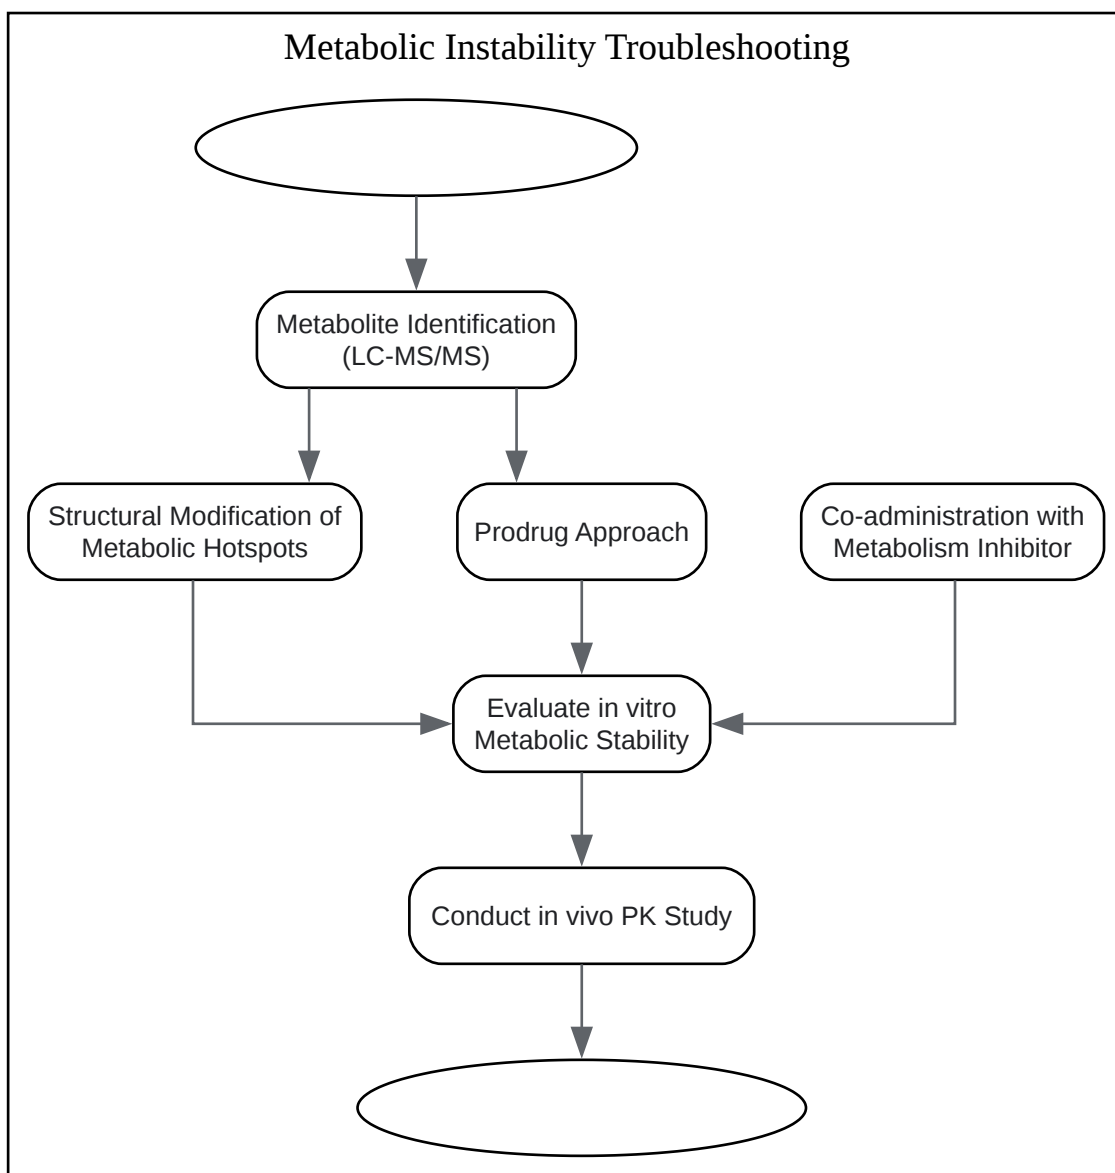 Metabolic Instability Troubleshooting
Metabolite Identification
(LC-MS/MS)
Structural Modification of
Metabolic Hotspots
Prodrug Approach
Co-administration with
Metabolism Inhibitor
Evaluate in vitro
Metabolic Stability
Conduct in vivo PK Study